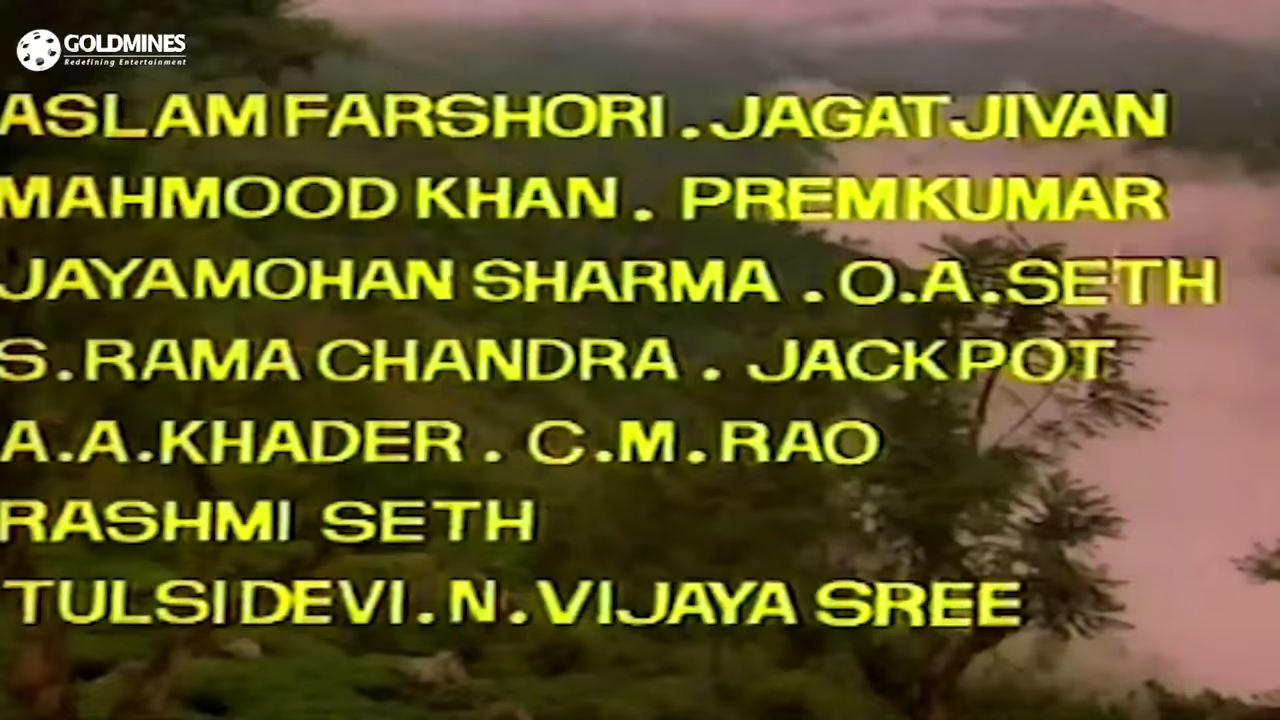 GOLDMINES
Redefining Entertainment
ASLAM FARSHORI . JAGAT JIVAN
MAHMOOD KHAN . PREMKUMAR
JAYAMOHAN SHARMA . O.A.SETH
S.RAMA CHANDRA . JACKPOT
A.A.KHADER . C.M.RAO
RASHMI SETH
TULSIDEVI.N.VIJAYA SREE